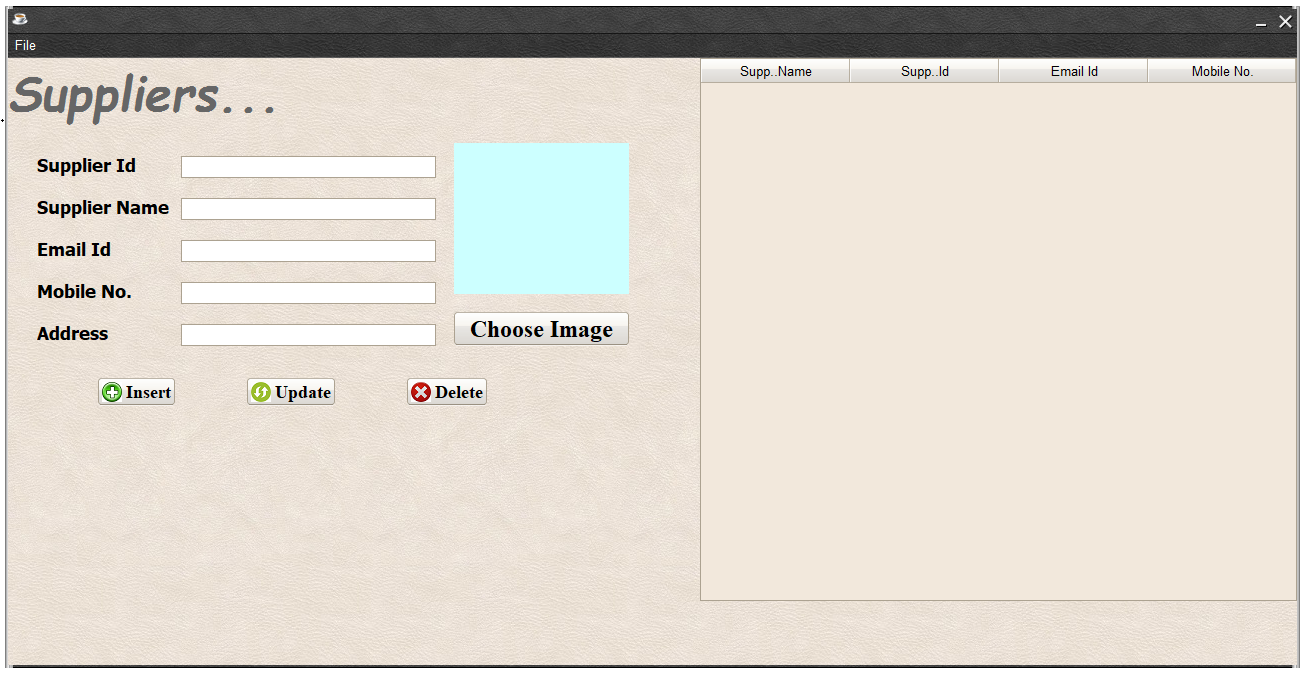 File
Suppliers...
Supplier Id
Supplier Name
Email Id
Mobile No.
Address
Choose Image
Insert Update Delete
Supp..Name Supp..Id Email Id Mobile No.